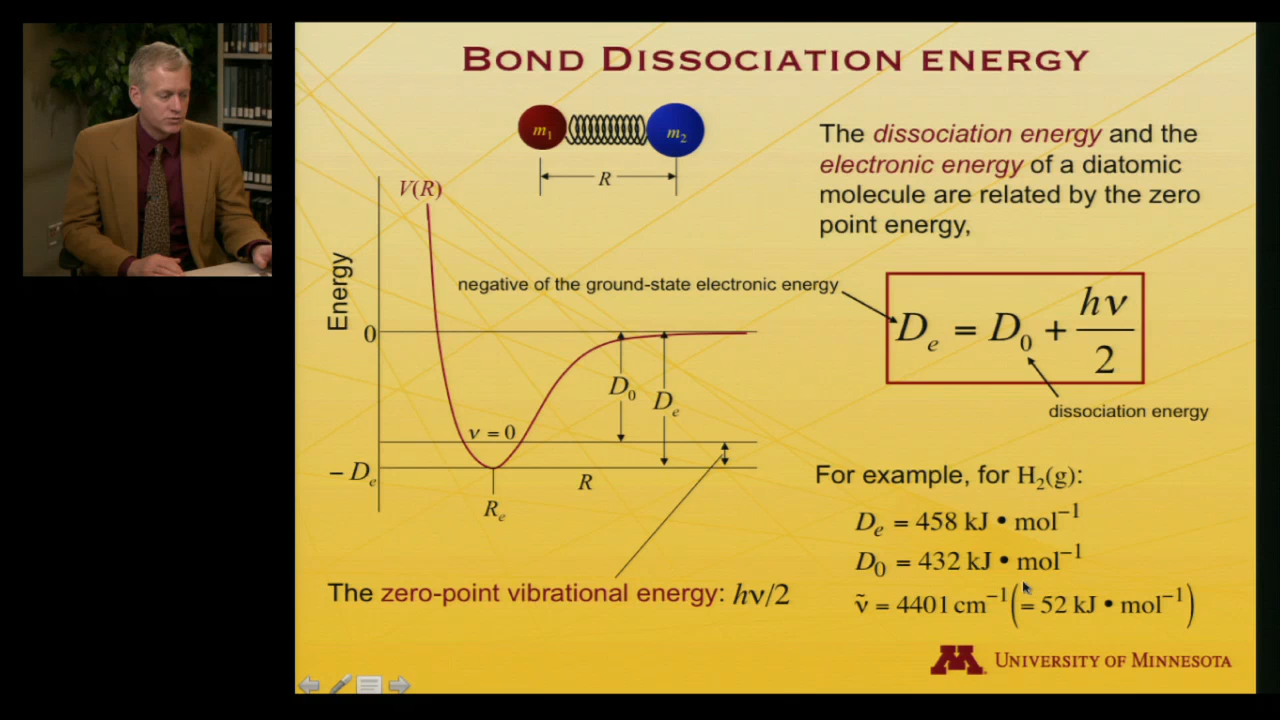 BOND DISSOCIATION ENERGY
m₁
m₂
R
V(R)
The dissociation energy and the
electronic energy of a diatomic
molecule are related by the zero
point energy,
Energy
negative of the ground-state electronic energy
Dₑ = D₀ + hν/2
0
D₀
Dₑ
dissociation energy
ν = 0
− Dₑ
R
Rₑ
For example, for H₂(g):
Dₑ = 458 kJ • mol⁻¹
D₀ = 432 kJ • mol⁻¹
ν̃ = 4401 cm⁻¹(= 52 kJ • mol⁻¹)
The zero-point vibrational energy: hν/2
M
UNIVERSITY OF MINNESOTA